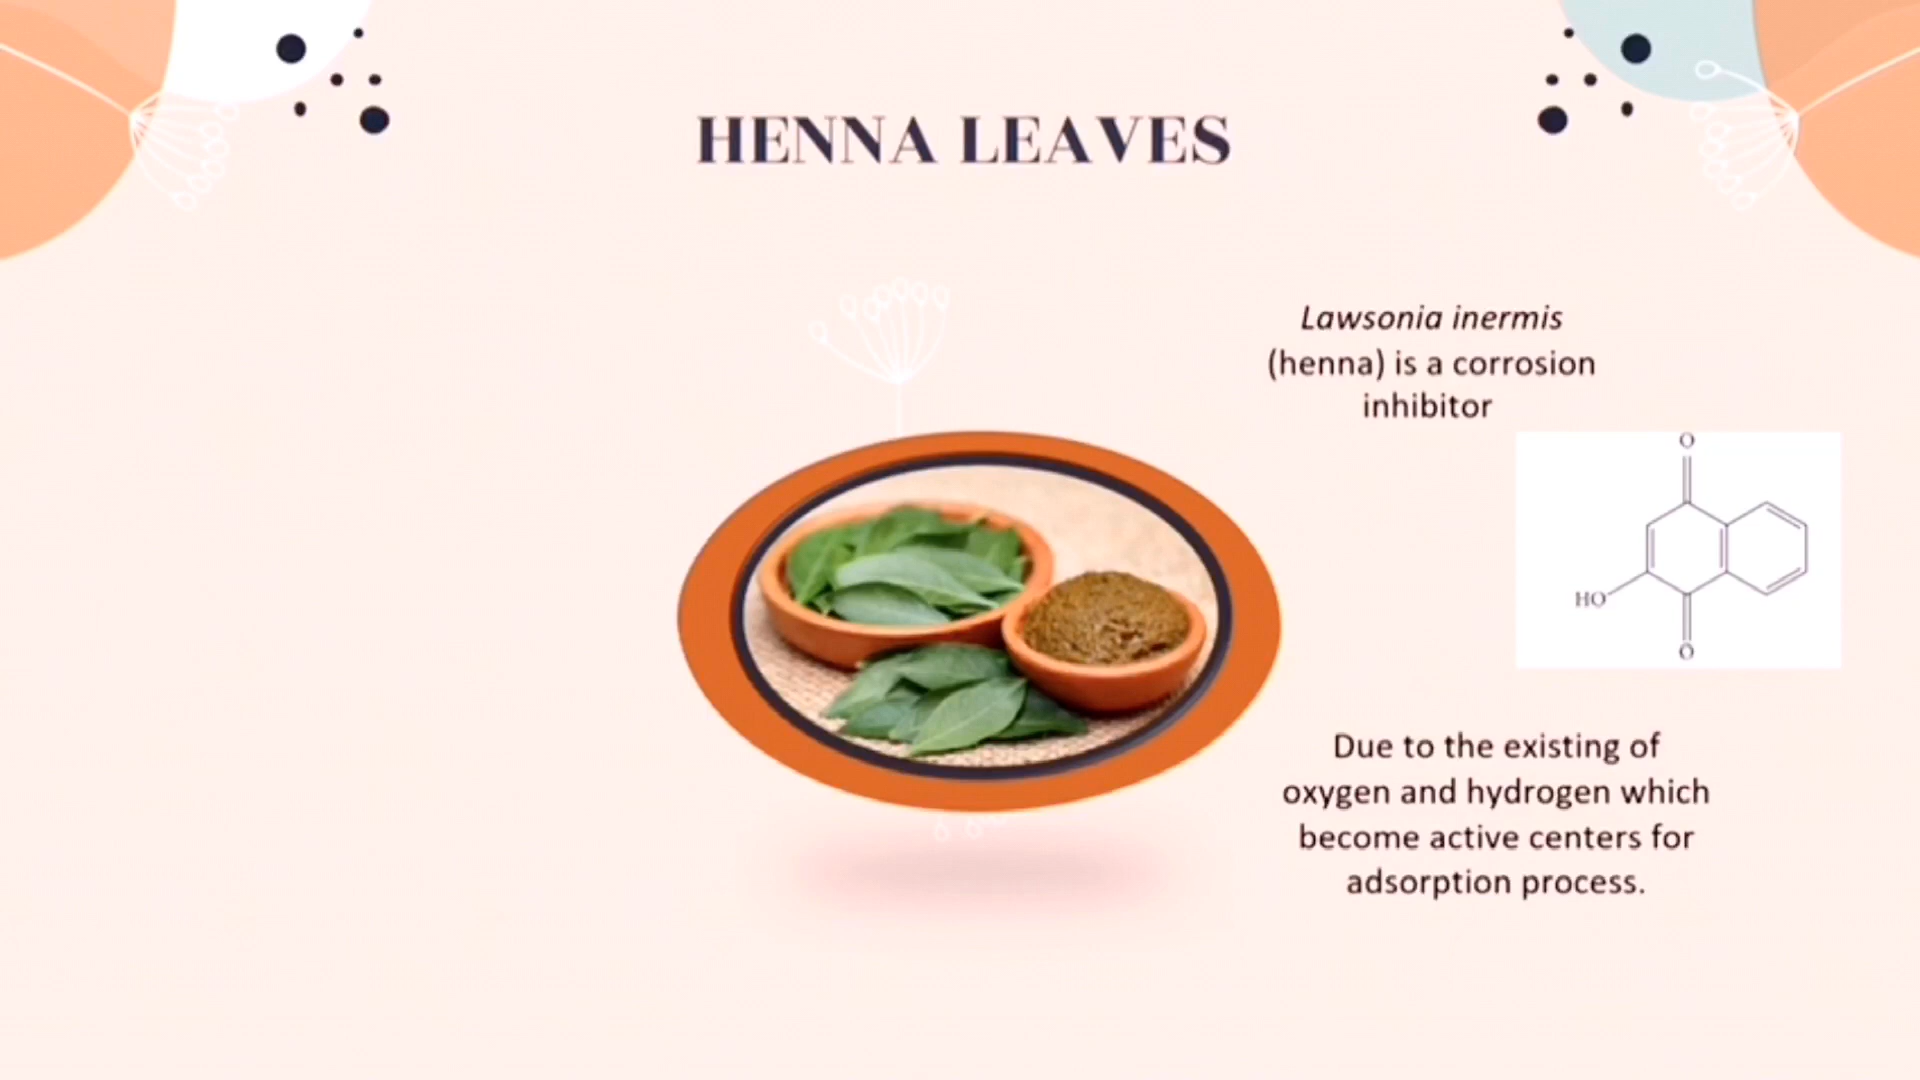 HENNA LEAVES
Lawsonia inermis
(henna) is a corrosion
inhibitor
O
HO
O
Due to the existing of
oxygen and hydrogen which
become active centers for
adsorption process.